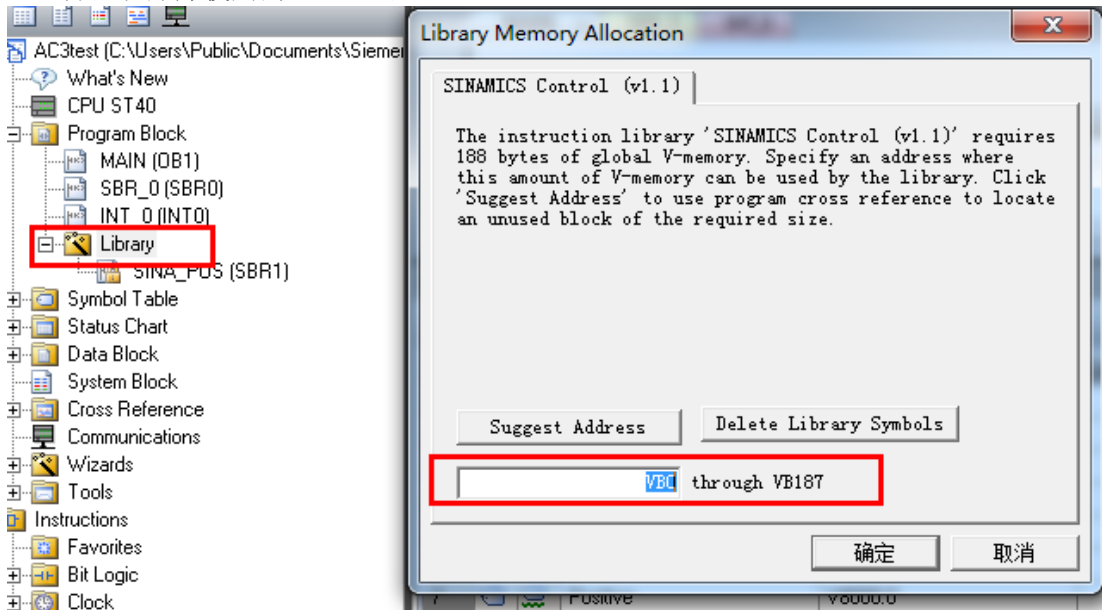 AC3test (C:\Users\Public\Documents\Siemer
What's New
CPU ST40
Program Block
MAIN (OB1)
SBR_0 (SBR0)
INT_0 (INT0)
Library
SINA_POS (SBR1)
Symbol Table
Status Chart
Data Block
System Block
Cross Reference
Communications
Wizards
Tools
Instructions
Favorites
Bit Logic
Clock
Library Memory Allocation
SINAMICS Control (v1.1)
The instruction library 'SINAMICS Control (v1.1)' requires
188 bytes of global V-memory. Specify an address where
this amount of V-memory can be used by the library. Click
'Suggest Address' to use program cross reference to locate
an unused block of the required size.
Suggest Address
Delete Library Symbols
VB0 through VB187
确定
取消
7 Positive V8000.0